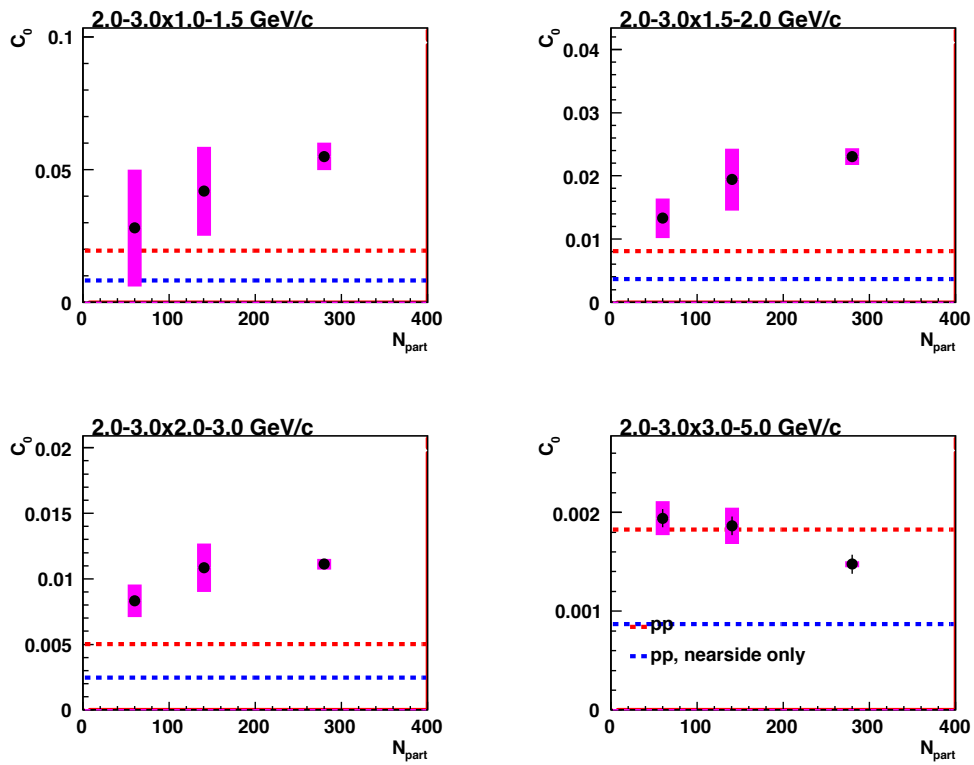 2.0-3.0x1.0-1.5 GeV/c
C0
0.1
0.05
0
0 100 200 300 400
Npart
2.0-3.0x1.5-2.0 GeV/c
C0
0.04
0.03
0.02
0.01
0
0 100 200 300 400
Npart
2.0-3.0x2.0-3.0 GeV/c
C0
0.02
0.015
0.01
0.005
0
0 100 200 300 400
Npart
2.0-3.0x3.0-5.0 GeV/c
C0
0.002
0.001
0
pp
pp, nearside only
0 100 200 300 400
Npart